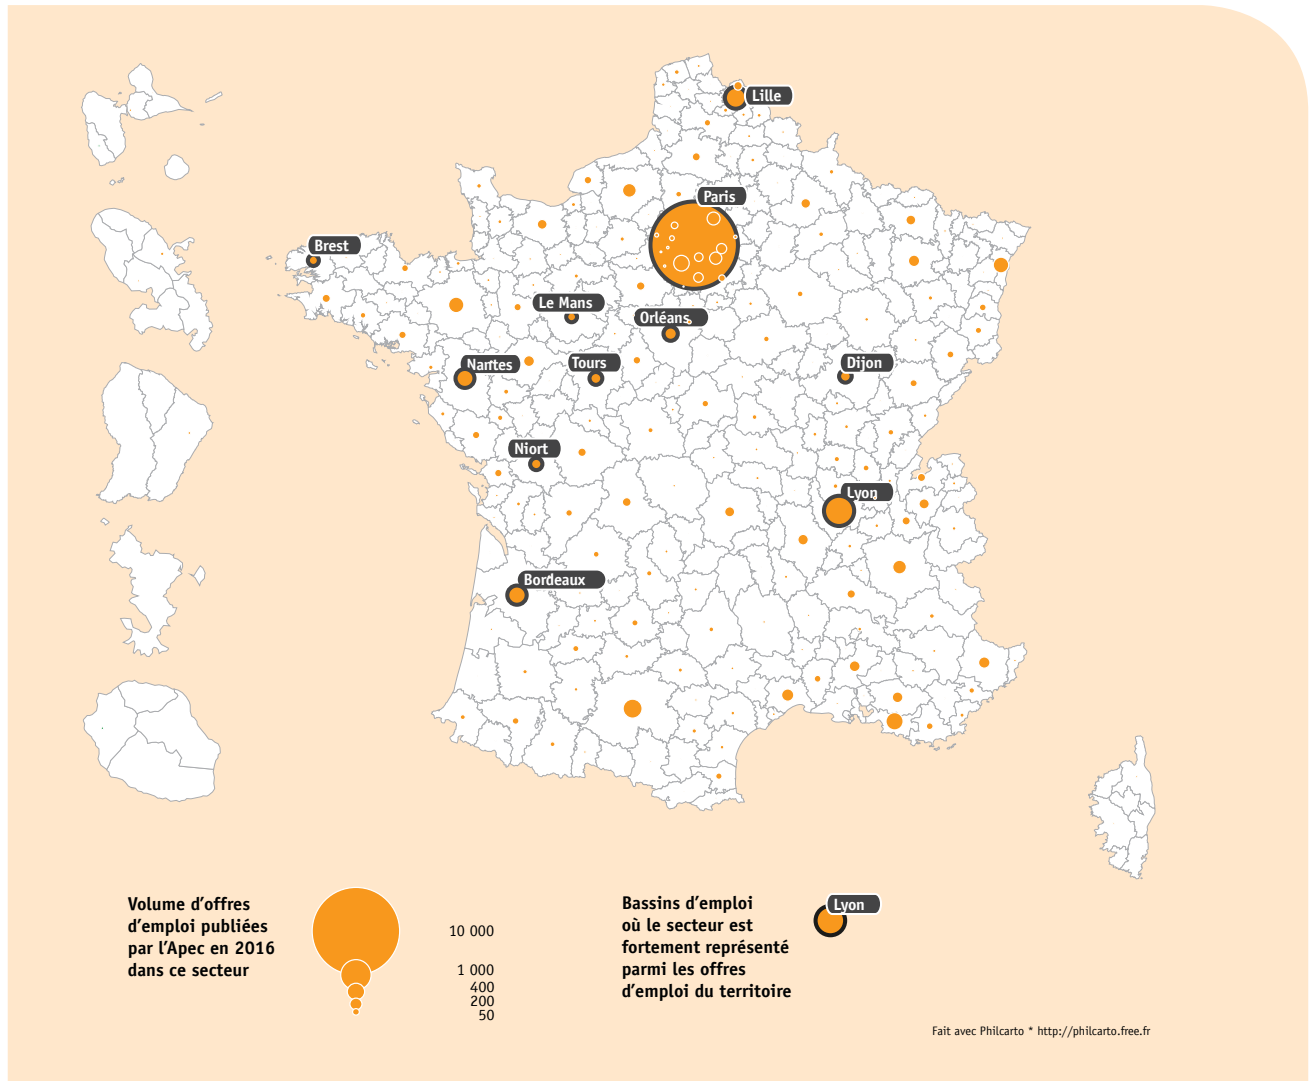 Lille
Paris
Brest
Le Mans
Orléans
Nantes
Tours
Dijon
Niort
Lyon
Bordeaux
Volume d'offres
d'emploi publiées
par l'Apec en 2016
dans ce secteur
10 000
1 000
400
200
50
Bassins d'emploi
où le secteur est
fortement représenté
parmi les offres
d'emploi du territoire
Lyon
Fait avec Philcarto * http://philcarto.free.fr